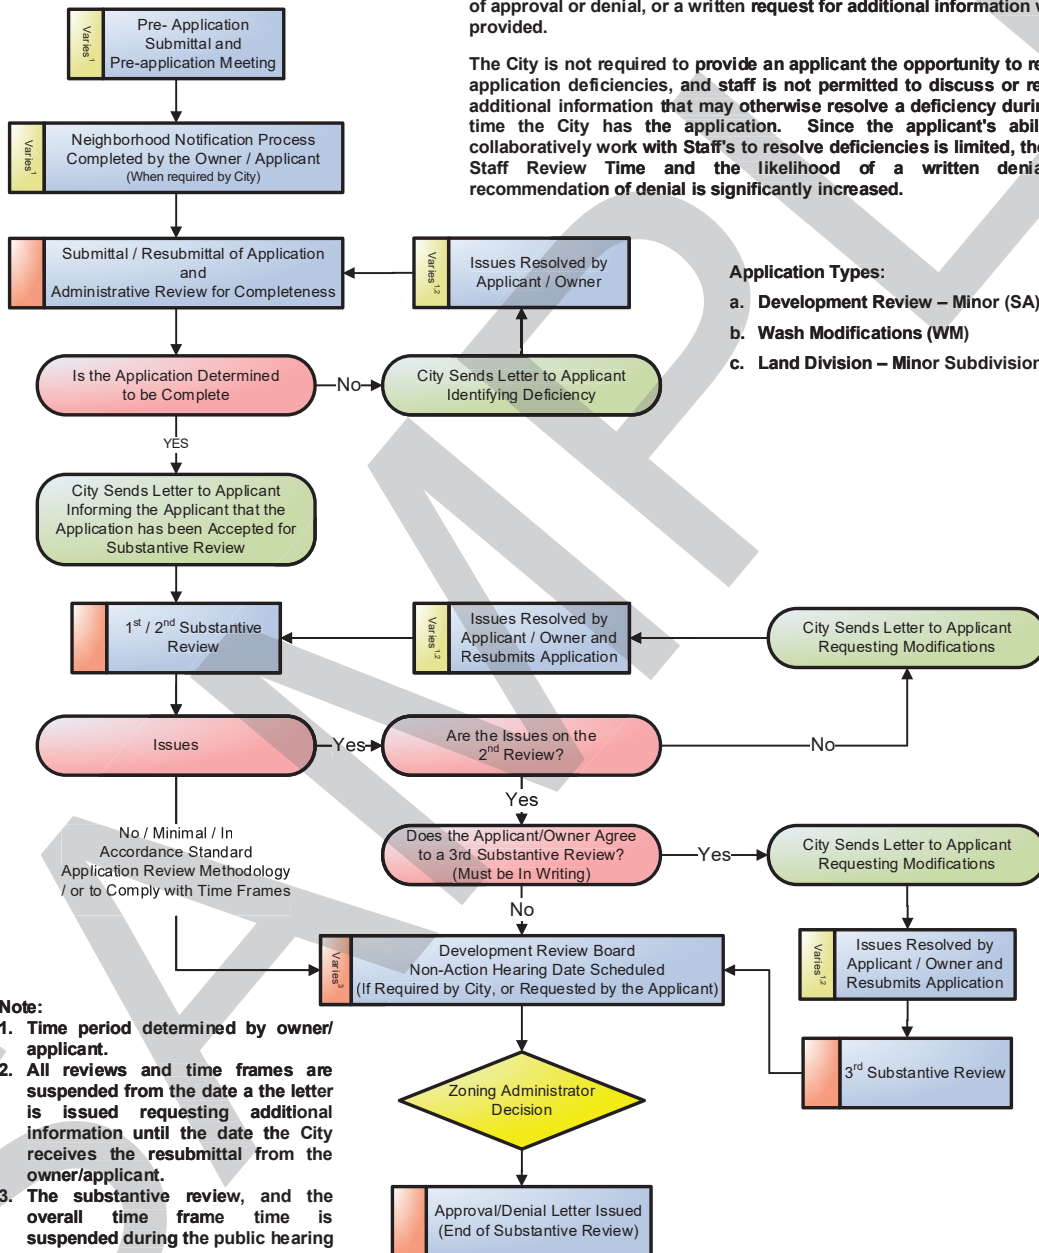 of approval or denial, or a written request for additional information
provided.
The City is not required to provide an applicant the opportunity to
application deficiencies, and staff is not permitted to discuss or
additional information that may otherwise resolve a deficiency
time the City has the application. Since the applicant's
collaboratively work with Staff's to resolve deficiencies is limited,
Staff Review Time and the likelihood of a written
recommendation of denial is significantly increased.
Varies1
Pre- Application
Submittal and
Pre-application Meeting
Varies1
Neighborhood Notification Process
Completed by the Owner / Applicant
(When required by City)
Submittal / Resubmittal of Application
and
Administrative Review for Completeness
Varies1,2
Issues Resolved by
Applicant / Owner
Application Types:
a. Development Review – Minor (SA)
b. Wash Modifications (WM)
c. Land Division – Minor Subdivision
Is the Application Determined
to be Complete
No
City Sends Letter to Applicant
Identifying Deficiency
YES
City Sends Letter to Applicant
Informing the Applicant that the
Application has been Accepted for
Substantive Review
1st / 2nd Substantive
Review
Varies1,2
Issues Resolved by
Applicant / Owner and
Resubmits Application
City Sends Letter to Applicant
Requesting Modifications
Issues
Yes
Are the Issues on the
2nd Review?
No
Yes
No / Minimal / In
Accordance Standard
Application Review Methodology
/ or to Comply with Time Frames
Does the Applicant/Owner Agree
to a 3rd Substantive Review?
(Must be In Writing)
Yes
City Sends Letter to Applicant
Requesting Modifications
No
Varies3
Development Review Board
Non-Action Hearing Date Scheduled
(If Required by City, or Requested by the Applicant)
Varies1,2
Issues Resolved by
Applicant / Owner and
Resubmits Application
3rd Substantive Review
Zoning Administrator
Decision
Approval/Denial Letter Issued
(End of Substantive Review)
Note:
1. Time period determined by owner/
applicant.
2. All reviews and time frames are
suspended from the date a the letter
is issued requesting additional
information until the date the City
receives the resubmittal from the
owner/applicant.
3. The substantive review, and the
overall time frame time is
suspended during the public hearing